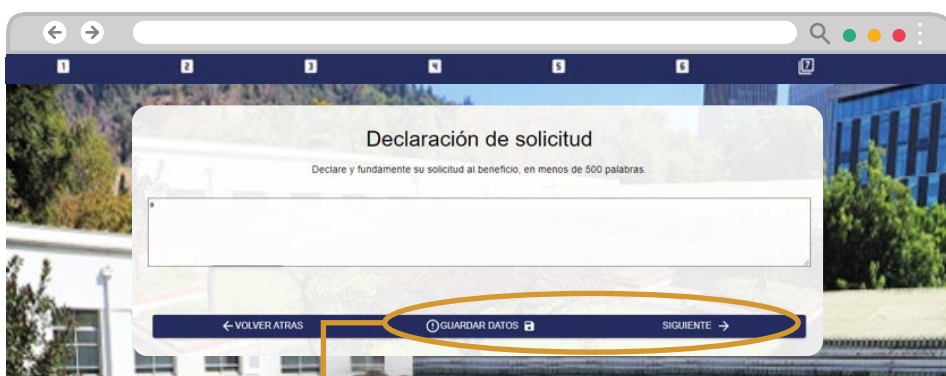 1 2 3 4 5 6 7
Declaración de solicitud
Declare y fundamente su solicitud al beneficio, en menos de 500 palabras.
e
VOLVER ATRAS GUARDAR DATOS SIGUIENTE